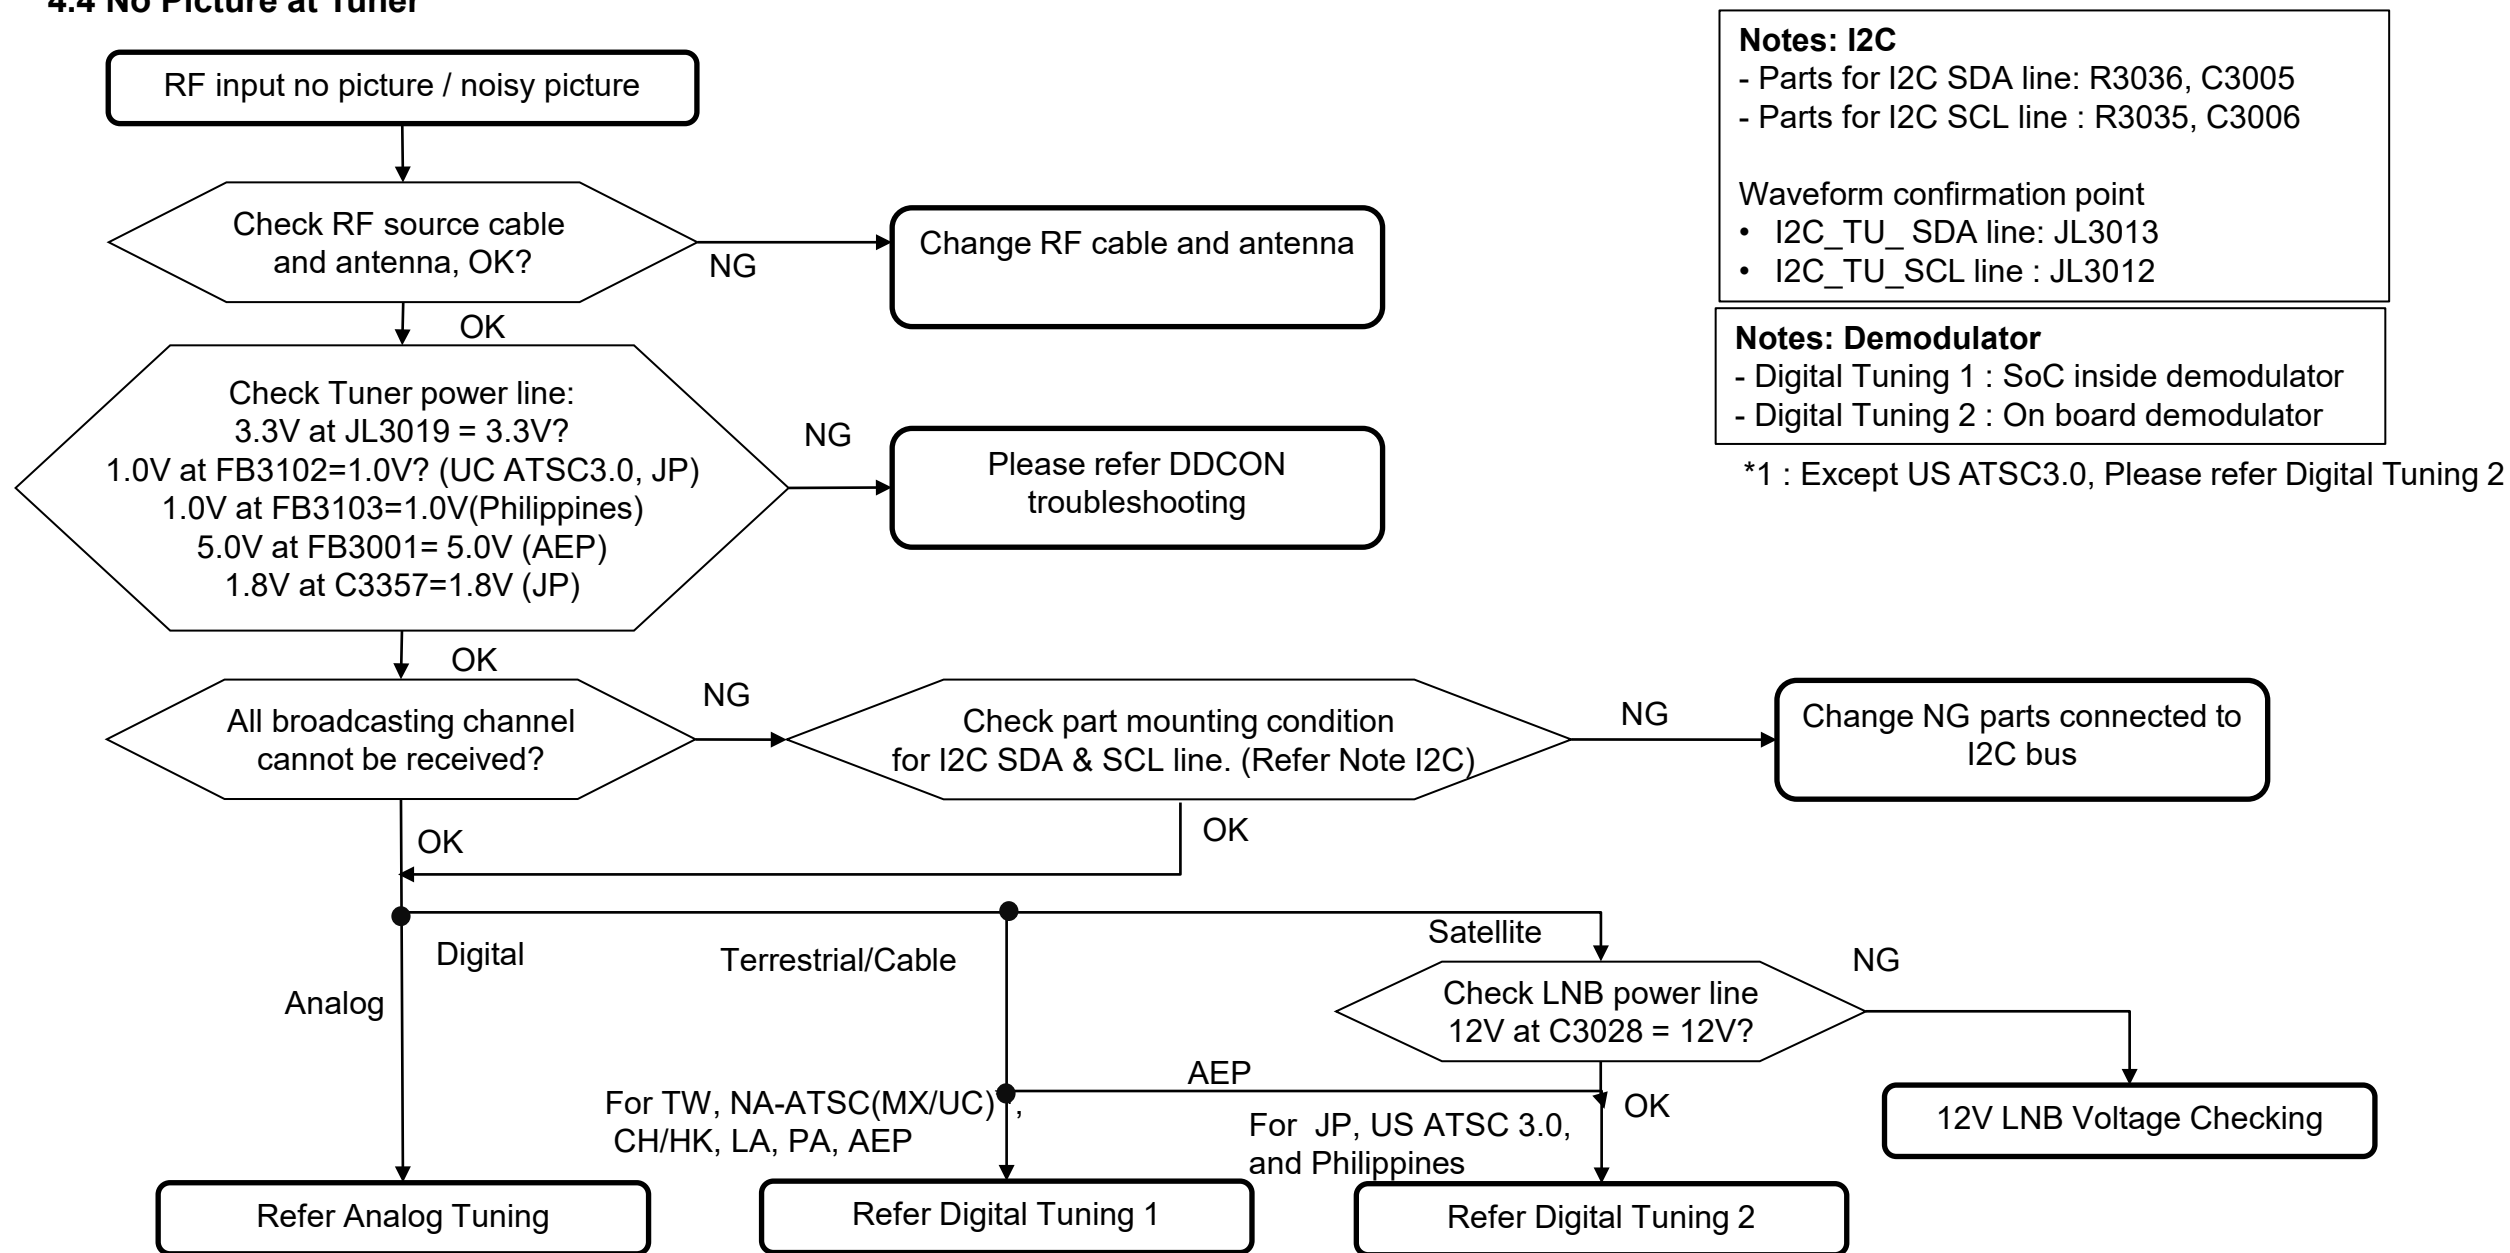 4.4 No Picture at Tuner
RF input no picture / noisy picture
Check RF source cable
and antenna, OK?
NG
Change RF cable and antenna
OK
Check Tuner power line:
3.3V at JL3019 = 3.3V?
1.0V at FB3102=1.0V? (UC ATSC3.0, JP)
1.0V at FB3103=1.0V(Philippines)
5.0V at FB3001= 5.0V (AEP)
1.8V at C3357=1.8V (JP)
NG
Please refer DDCON
troubleshooting
OK
All broadcasting channel
cannot be received?
NG
Check part mounting condition
for I2C SDA & SCL line. (Refer Note I2C)
NG
Change NG parts connected to
I2C bus
OK
OK
Digital
Analog
Terrestrial/Cable
Satellite
Check LNB power line
12V at C3028 = 12V?
NG
12V LNB Voltage Checking
AEP
OK
For TW, NA-ATSC(MX/UC) ,
CH/HK, LA, PA, AEP
For JP, US ATSC 3.0,
and Philippines
Refer Analog Tuning
Refer Digital Tuning 1
Refer Digital Tuning 2
Notes: I2C
- Parts for I2C SDA line: R3036, C3005
- Parts for I2C SCL line : R3035, C3006
Waveform confirmation point
• I2C_TU_ SDA line: JL3013
• I2C_TU_SCL line : JL3012
Notes: Demodulator
- Digital Tuning 1 : SoC inside demodulator
- Digital Tuning 2 : On board demodulator
*1 : Except US ATSC3.0, Please refer Digital Tuning 2